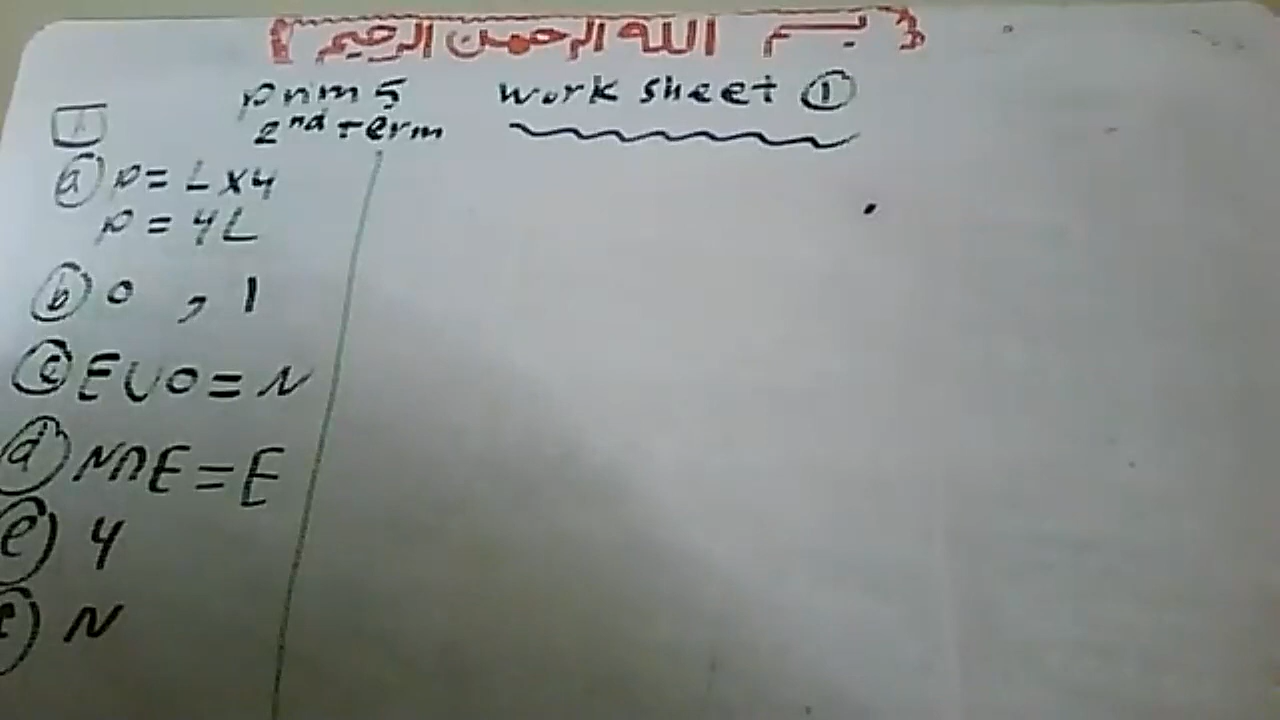 { بسم الله الرحمن الرحيم }
prim 5 work sheet ①
2nd term
1
ⓐ P = L x 4
P = 4L
ⓑ 0 , 1
ⓒ E U O = N
ⓓ N ∩ E = E
ⓔ 4
N